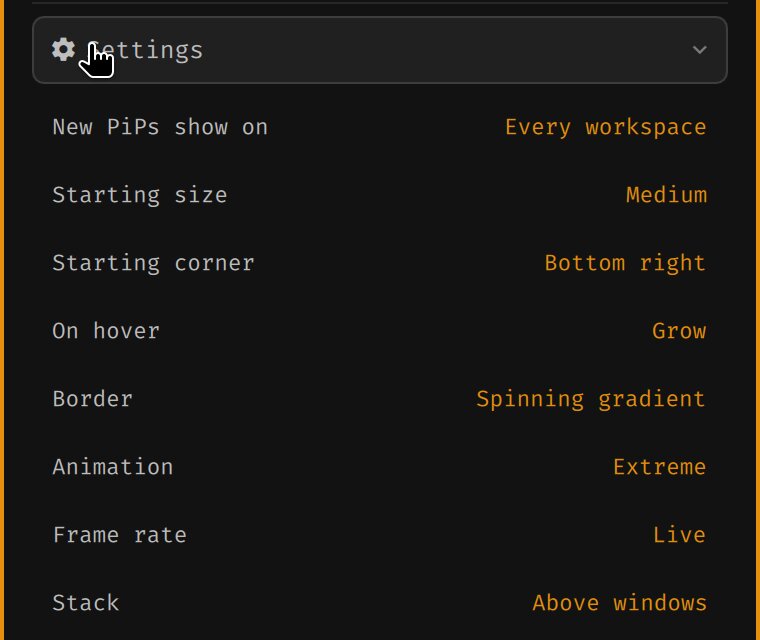 Settings
New PiPs show on Every workspace
Starting size Medium
Starting corner Bottom right
On hover Grow
Border Spinning gradient
Animation Extreme
Frame rate Live
Stack Above windows